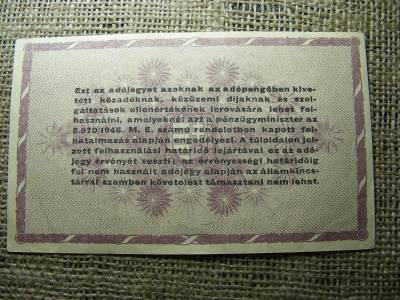 Ezt az adójegyet azoknak az adópengőben kive-
tett közadóknak, közüzemi díjaknak és szol-
gáltatások ellenértékének lerovására lehet fel-
használni, amelyeknél azt a pénzügyminiszter az
5.970/1946. M. E. számú rendeletben kapott fel-
hatalmazás alapján engedélyezi. A túloldalon jel-
zett felhasználási határidő lejártával ez az adó-
jegy érvényét veszti; az érvényességi határidőig
fel nem használt adójegy alapján az államkincs-
tárral szemben követelést támasztani nem lehet.